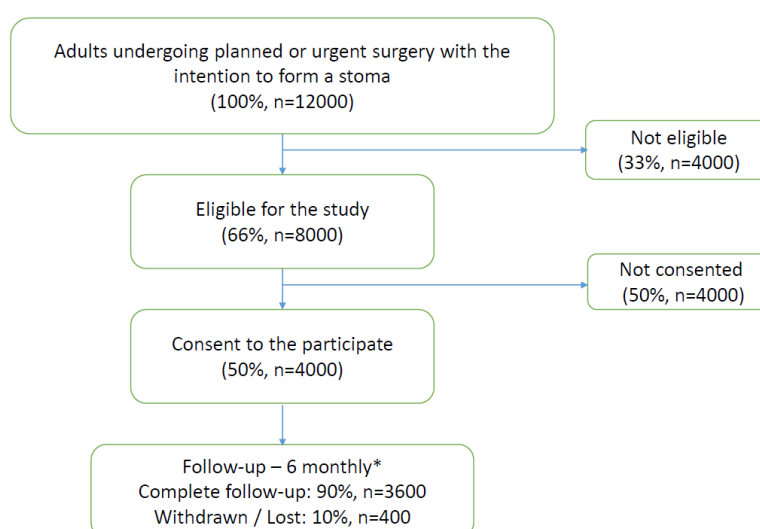 Adults undergoing planned or urgent surgery with the
intention to form a stoma
(100%, n=12000)
Not eligible
(33%, n=4000)
Eligible for the study
(66%, n=8000)
Not consented
(50%, n=4000)
Consent to the participate
(50%, n=4000)
Follow-up – 6 monthly*
Complete follow-up: 90%, n=3600
Withdrawn / Lost: 10%, n=400